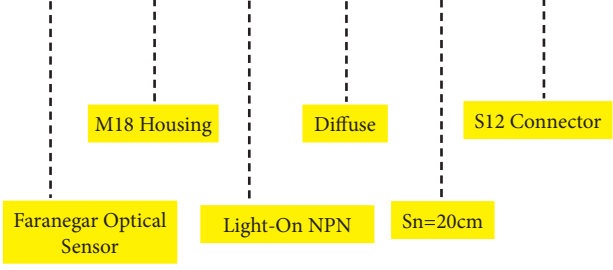 M18 Housing
Diffuse
S12 Connector
Faranegar Optical
Sensor
Light-On NPN
Sn=20cm